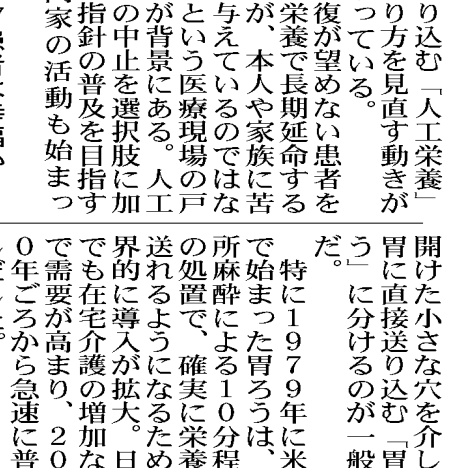 り込む「人工栄養」
り方を見直す動きが
っている。
復が望めない患者を
栄養で長期延命する
が、本人や家族に苦
与えているのではな
という医療現場の戸
が背景にある。人工
の中止を選択肢に加
指針の普及を目指す
家の活動も始まっ
開けた小さな穴を介し
胃に直接送り込む「胃
う」に分けるのが一般
だ。
特に1979年に米
で始まった胃ろうは、
所麻酔による10分程
の処置で、確実に栄養
送れるようになるため
界的に導入が拡大。日
でも在宅介護の増加な
で需要が高まり、20
0年ごろから急速に普